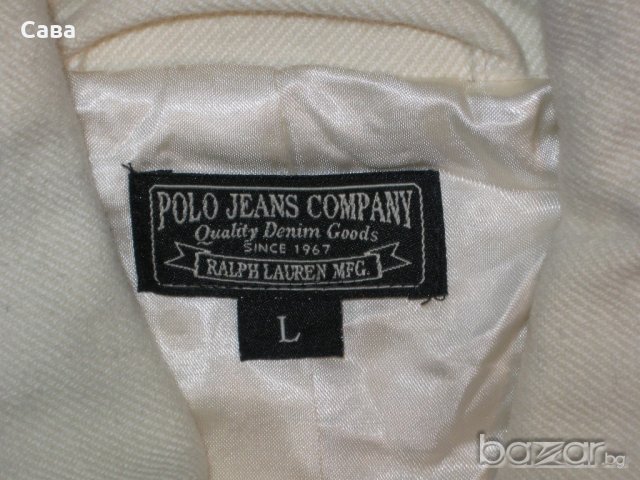 Сава
POLO JEANS COMPANY
Quality Denim Goods
SINCE 1967
RALPH LAUREN MFG.
L
bazar.bg